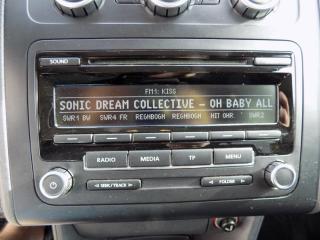 SOUND
FM1: KISS
SONIC DREAM COLLECTIVE - OH BABY ALL
SWR1 BW SWR4 FR REGHBOGH REGHBOGH HIT OHR SWR2
RADIO MEDIA TP MENU
SEEK/TRACK FOLDER